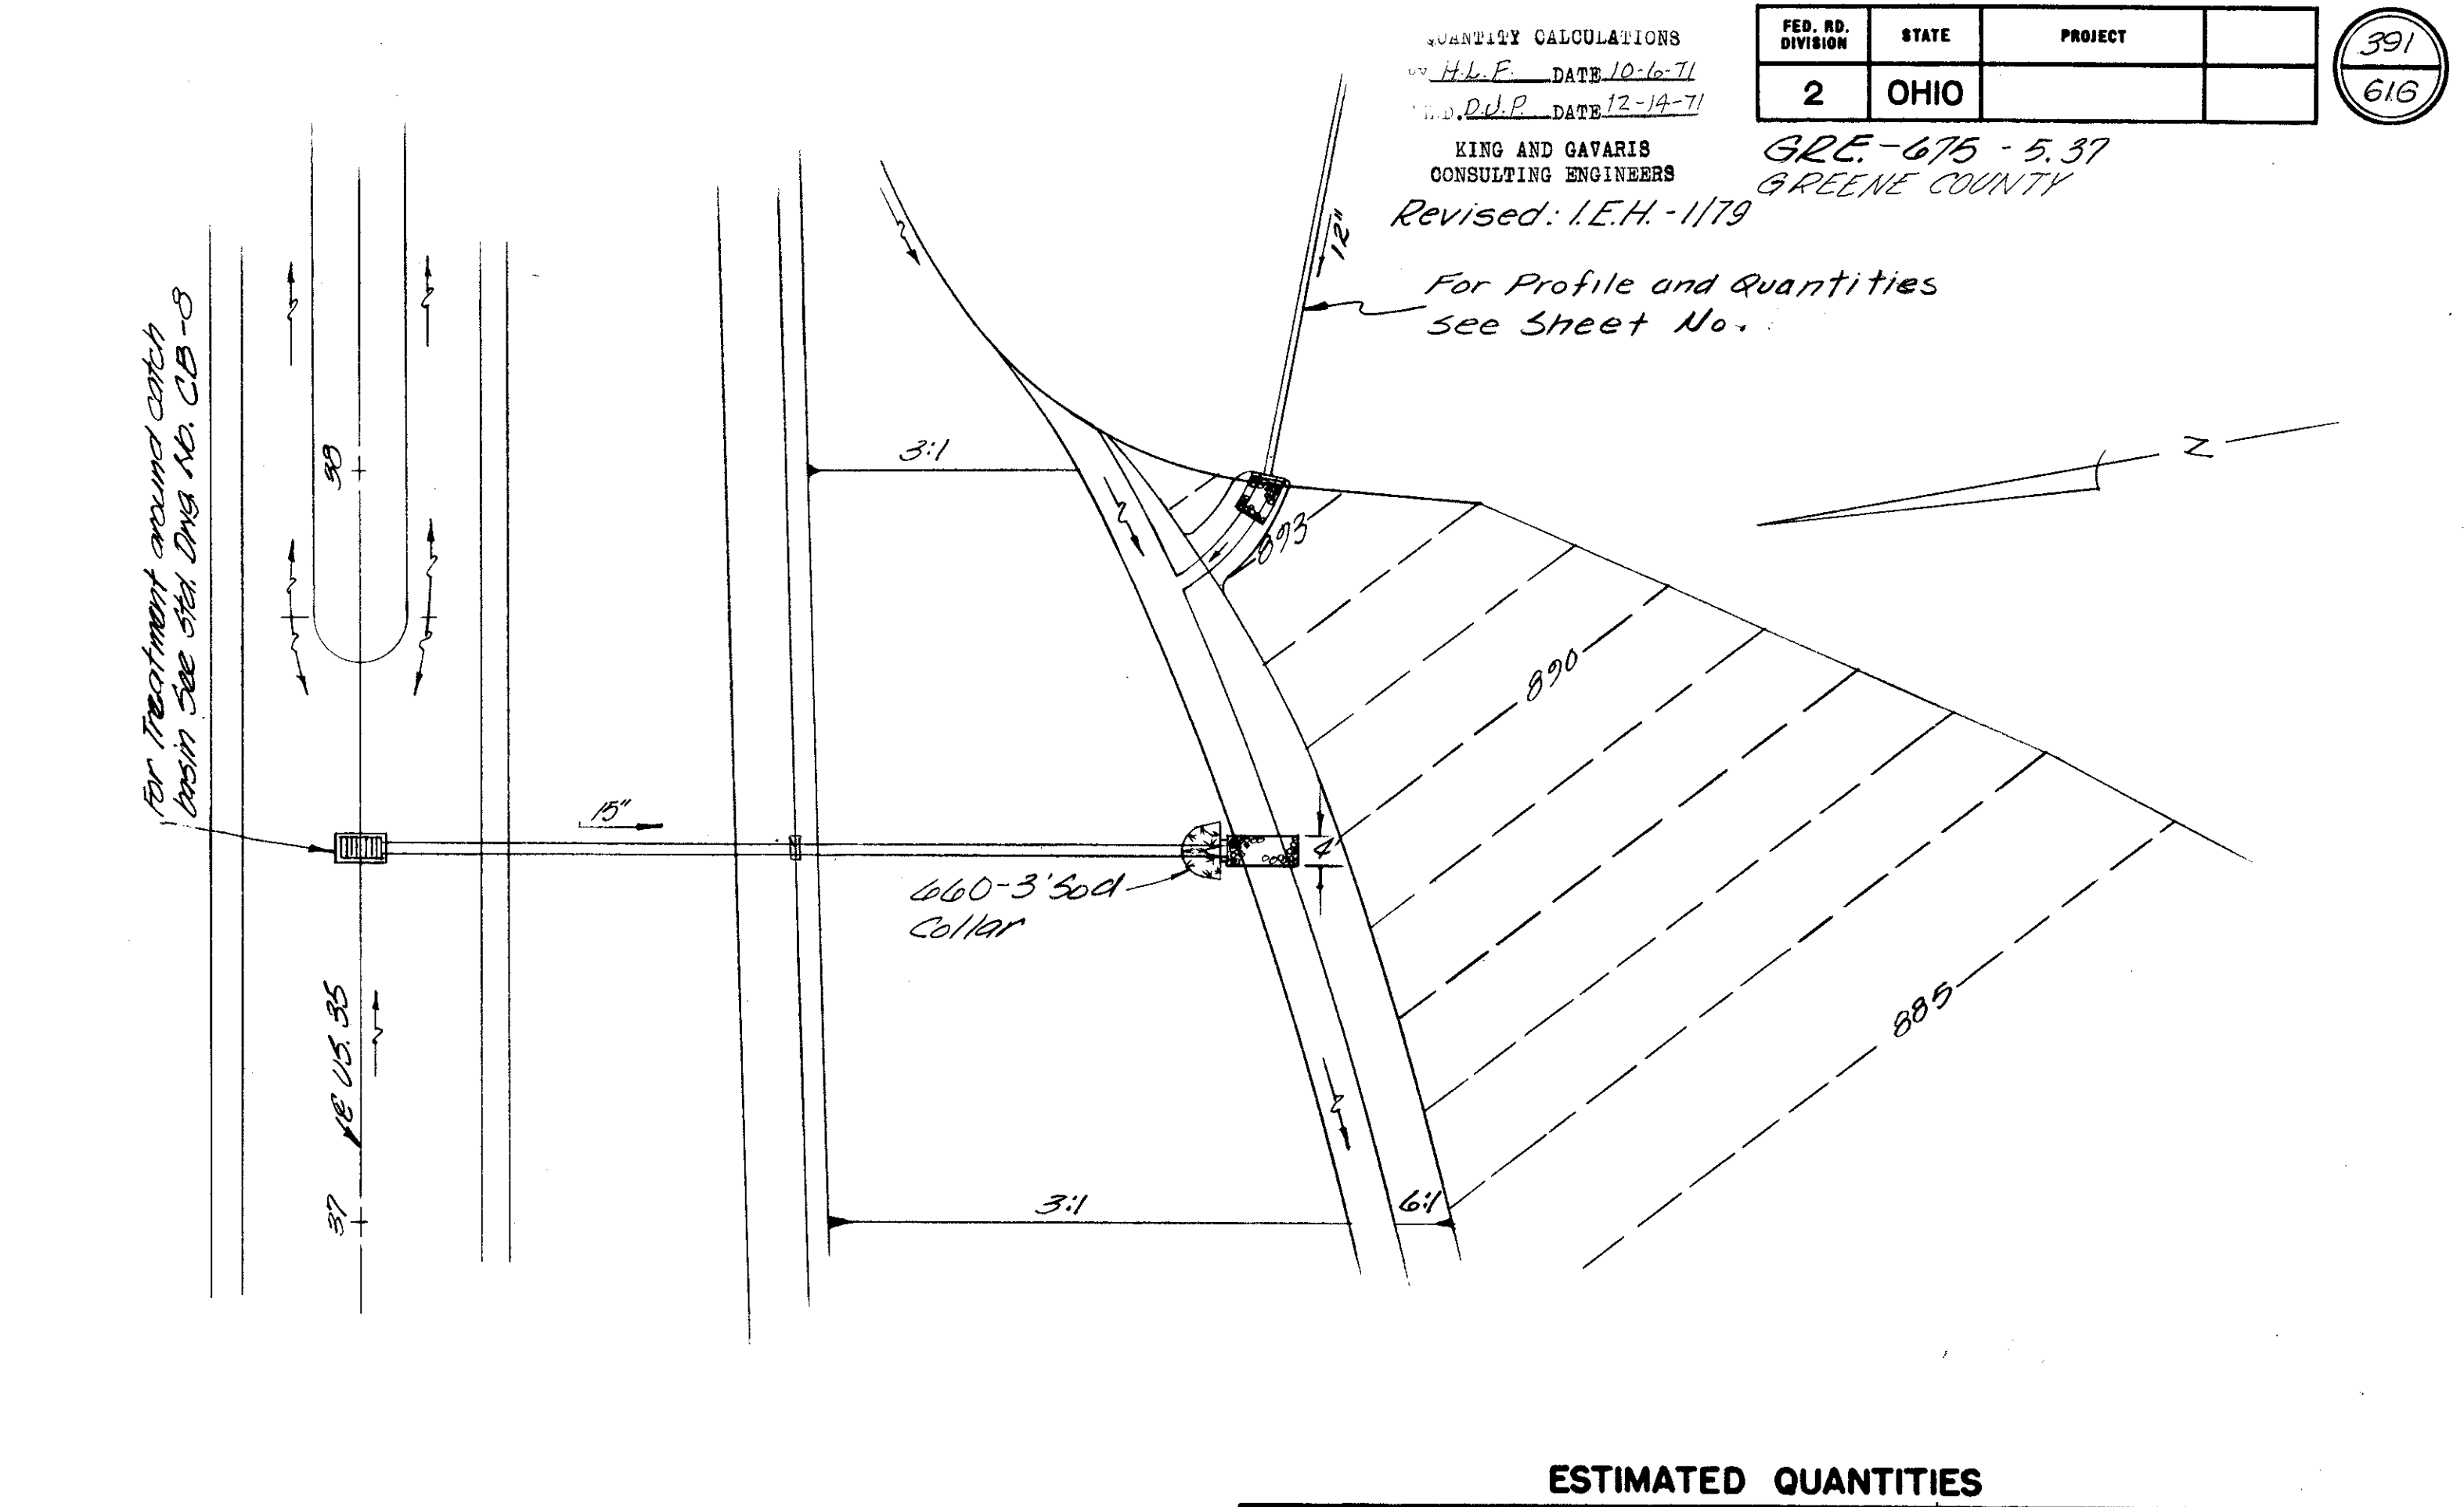 QUANTITY CALCULATIONS
BY H.L.F. DATE 10-6-71
D.J.P. DATE 12-14-71
KING AND GAVARIS
CONSULTING ENGINEERS
Revised: I.E.H. - 1/79
FED. RD. DIVISION STATE PROJECT
2 OHIO
391
616
GRE.-675 - 5.37
GREENE COUNTY
12"
For Profile and Quantities
see Sheet No.
For Treatment around catch
basin See Std. Drwg. No. CB-8
38
3:1
N
893
890
15"
4'
660-3' Sod
Collar
885
℄ U.S. 35
37
3:1
6:1
ESTIMATED QUANTITIES